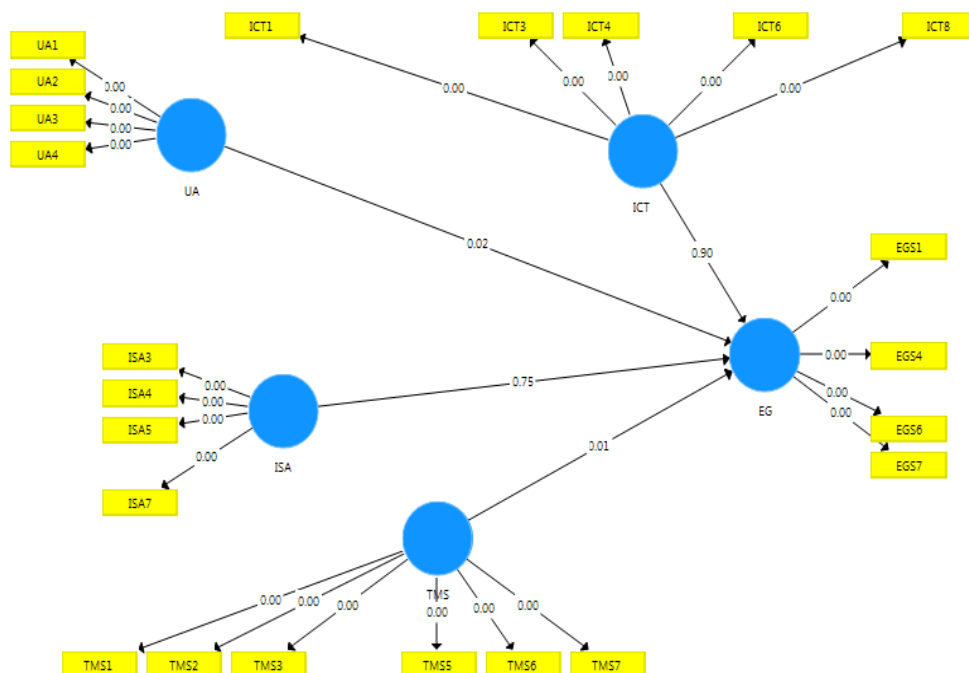 ICT1
ICT3
ICT4
ICT6
ICT8
UA1
UA2
UA3
UA4
0.00
0.00
0.00
0.00
0.00
0.00
0.00
0.00
0.00
UA
ICT
0.02
0.90
EGS1
EGS4
EGS6
EGS7
0.00
0.00
0.00
0.00
EG
ISA3
ISA4
ISA5
ISA7
0.00
0.00
0.00
0.00
ISA
0.75
0.01
TMS
0.00
0.00
0.00
0.00
0.00
0.00
TMS1
TMS2
TMS3
TMS5
TMS6
TMS7